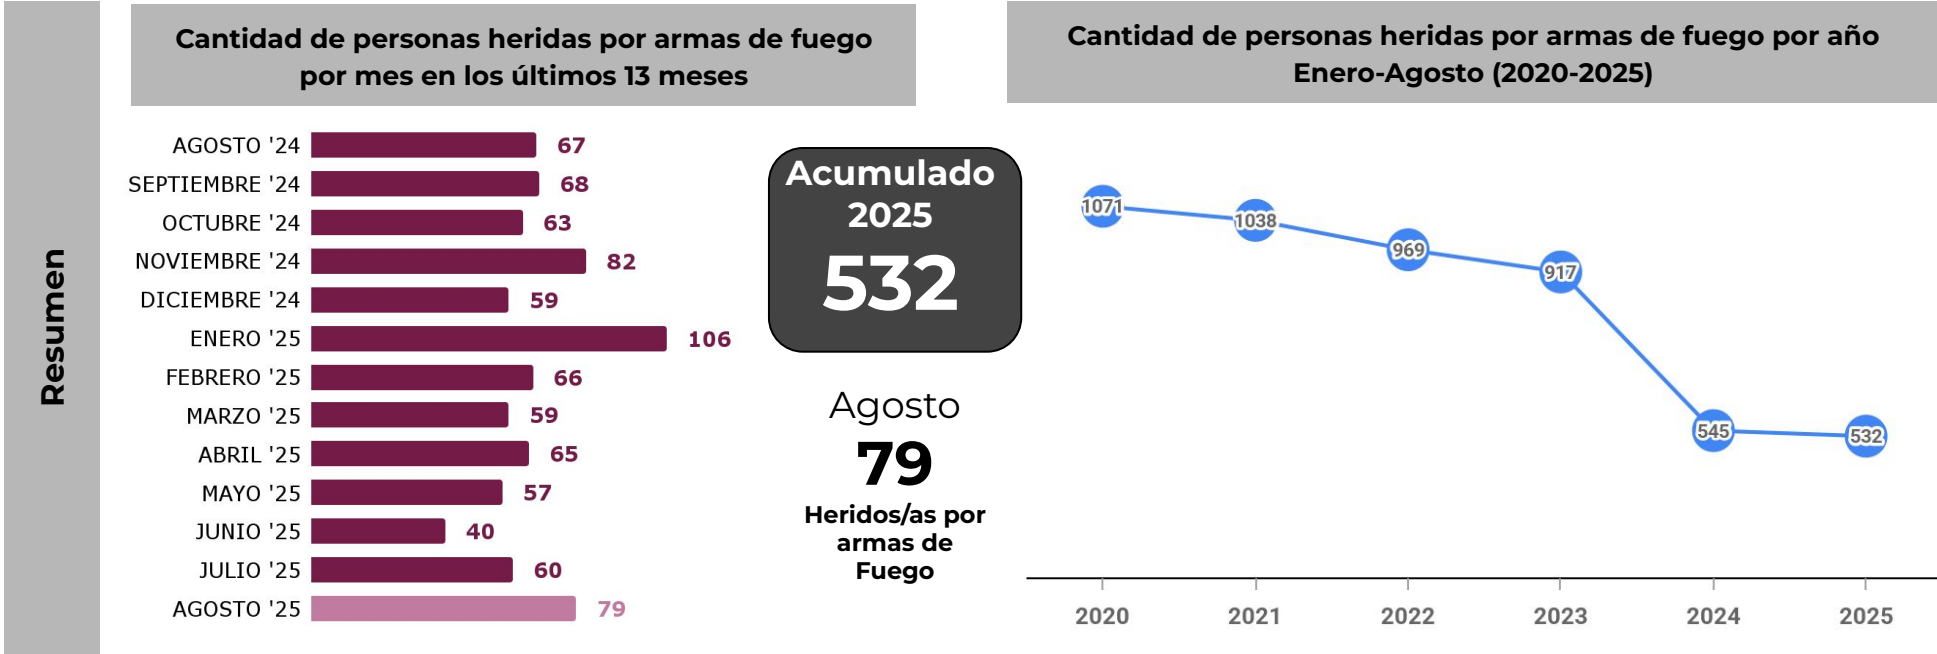 Resumen
Cantidad de personas heridas por armas de fuego
por mes en los últimos 13 meses
AGOSTO '24 67
SEPTIEMBRE '24 68
OCTUBRE '24 63
NOVIEMBRE '24 82
DICIEMBRE '24 59
ENERO '25 106
FEBRERO '25 66
MARZO '25 59
ABRIL '25 65
MAYO '25 57
JUNIO '25 40
JULIO '25 60
AGOSTO '25 79
Acumulado
2025
532
Agosto
79
Heridos/as por
armas de
Fuego
Cantidad de personas heridas por armas de fuego por año
Enero-Agosto (2020-2025)
1071
1038
969
917
545
532
2020 2021 2022 2023 2024 2025